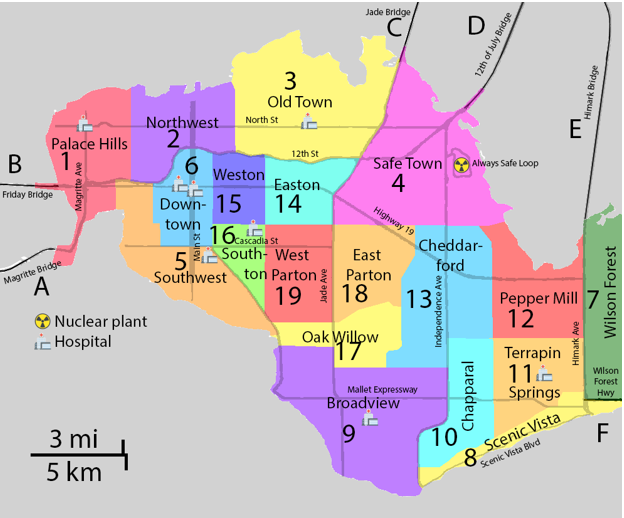 Jade Bridge
C
D
12th of July Bridge
3
Old Town
Himark Bridge
E
Northwest
2
North St
Palace Hills
1
12th St
Safe Town
4
Always Safe Loop
B
Friday Bridge
6
Down-
town
Weston
15
Easton
14
Magritte Ave
Highway 19
Magritte Bridge
A
Main St
5
Southwest
16
Cascadia St
South-
ton
West
Parton
19
Jade Ave
East
Parton
18
Cheddar-
ford
13
Independence Ave
Pepper Mill
12
7
Wilson Forest
Himark Ave
Nuclear plant
Hospital
Oak Willow
17
Terrapin
11
Springs
Wilson
Forest
Hwy
Mallet Expressway
Broadview
9
Chapparal
10
Scenic Vista
8
Scenic Vista Blvd
F
3 mi
5 km